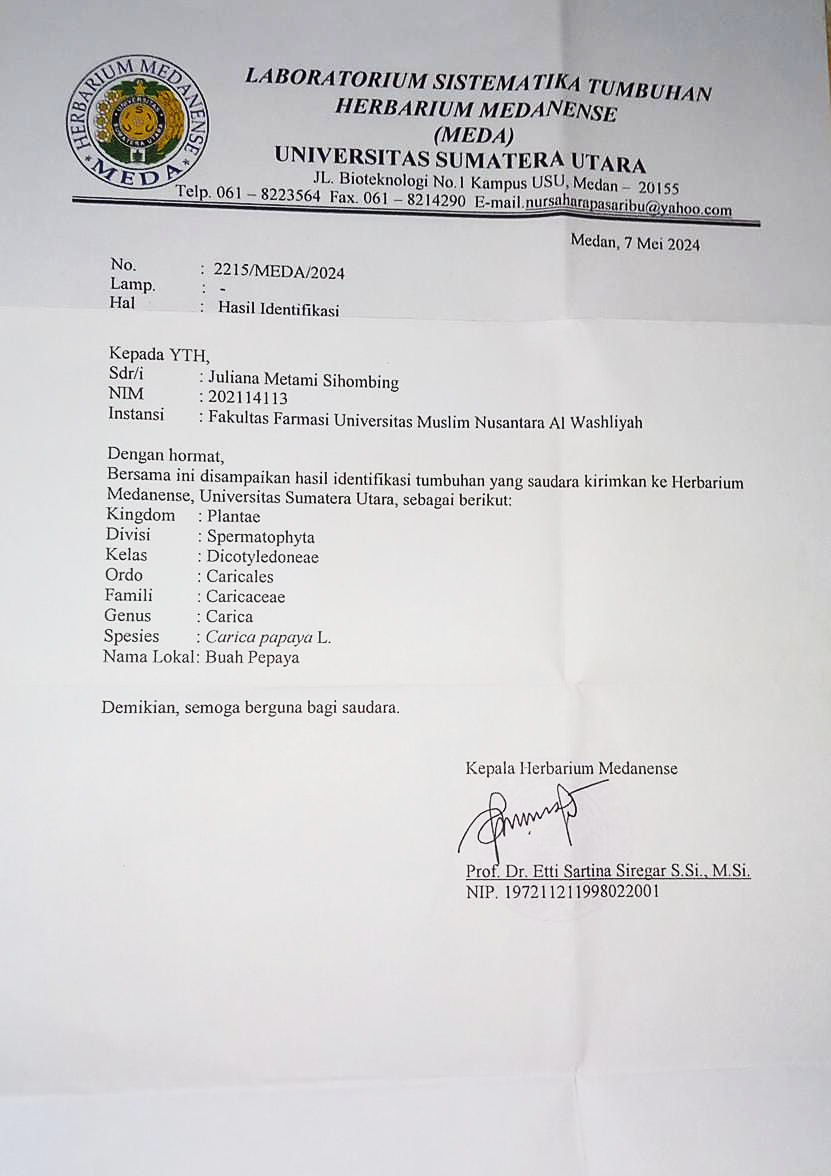 HERBARIUM MEDANENSE
* MEDA *
UNIVERSITAS
SUMATERA UTARA
LABORATORIUM SISTEMATIKA TUMBUHAN
HERBARIUM MEDANENSE
(MEDA)
UNIVERSITAS SUMATERA UTARA
JL. Bioteknologi No.1 Kampus USU, Medan – 20155
Telp. 061 – 8223564 Fax. 061 – 8214290 E-mail.nursaharapasaribu@yahoo.com
Medan, 7 Mei 2024
No. : 2215/MEDA/2024
Lamp. : -
Hal : Hasil Identifikasi
Kepada YTH,
Sdr/i : Juliana Metami Sihombing
NIM : 202114113
Instansi : Fakultas Farmasi Universitas Muslim Nusantara Al Washliyah
Dengan hormat,
Bersama ini disampaikan hasil identifikasi tumbuhan yang saudara kirimkan ke Herbarium
Medanense, Universitas Sumatera Utara, sebagai berikut:
Kingdom : Plantae
Divisi : Spermatophyta
Kelas : Dicotyledoneae
Ordo : Caricales
Famili : Caricaceae
Genus : Carica
Spesies : Carica papaya L.
Nama Lokal: Buah Pepaya
Demikian, semoga berguna bagi saudara.
Kepala Herbarium Medanense
Prof. Dr. Etti Sartina Siregar S.Si., M.Si.
NIP. 197211211998022001